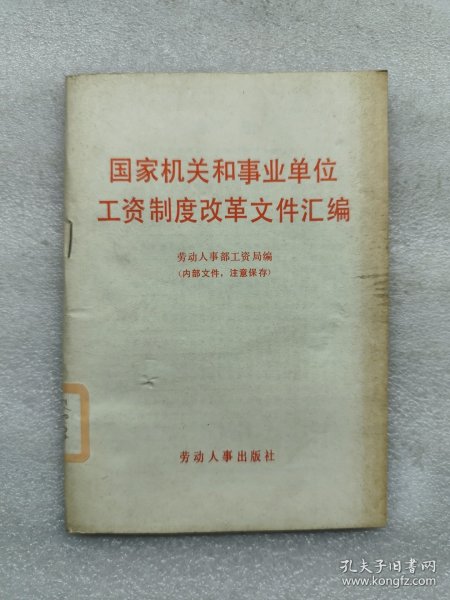 国家机关和事业单位
工资制度改革文件汇编
劳动人事部工资局编
(内部文件，注意保存)
劳动人事出版社
孔夫子旧书网
www.kongfz.com